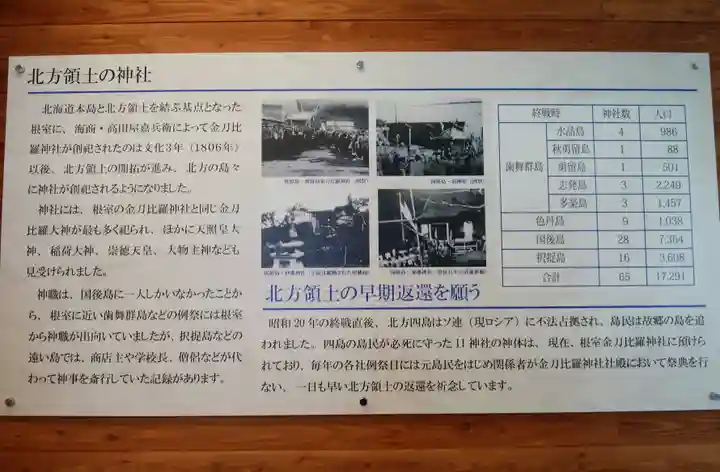 北方領土の神社
北海道本島と北方領土を結ぶ基点となった
根室に、海商・高田屋嘉兵衛によって金刀比
羅神社が創祀されたのは文化3年(1806年)
以後、北方領土の開拓が進み、北方の島々
に神社が創祀されるようになりました。
神社には、根室の金刀比羅神社と同じ金刀
比羅大神が最も多く祀られ、ほかに天照皇大
神、稲荷大神、崇徳天皇、大物主神なども
見受けられました。
神職は、国後島に一人しかいなかったことか
ら、根室に近い歯舞群島などの例祭には根室
から神職が出向いていましたが、択捉島などの
遠い島では、商店主や学校長、僧侶などが代
わって神事を斎行していた記録があります。
終戦時 神社数 人口
歯舞群島
水晶島 4 986
秋勇留島 1 88
勇留島 1 501
志発島 3 2,249
多楽島 3 1,457
色丹島 9 1,038
国後島 28 7,364
択捉島 16 3,608
合計 65 17,291
北方領土の早期返還を願う
昭和20年の終戦直後、北方四島はソ連(現ロシア)に不法占拠され、島民は故郷の島を追
われました。四島の島民が必死に守った11神社の神体は、現在、根室金刀比羅神社に預けら
れており、毎年の各社例祭日には元島民をはじめ関係者が金刀比羅神社社殿において祭典を行
ない、一日も早い北方領土の返還を祈念しています。